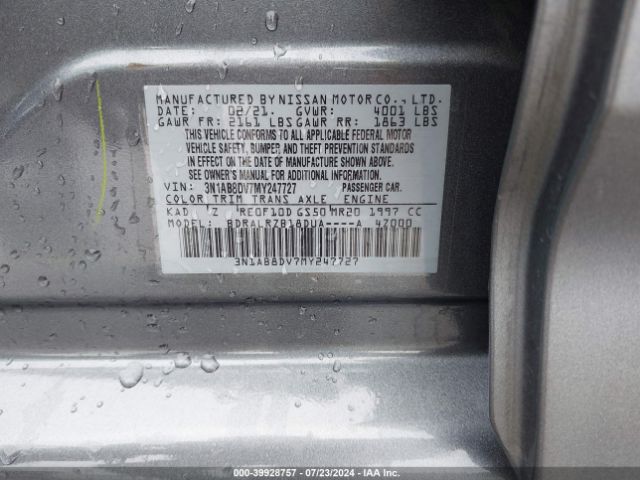 MANUFACTURED BY NISSAN MOTOR CO., LTD.
DATE: 02/21. GVWR: 4001 LBS
GAWR FR: 2161 LBS GAWR RR: 1863 LBS
THIS VEHICLE CONFORMS TO ALL APPLICABLE FEDERAL MOTOR
VEHICLE SAFETY, BUMPER, AND THEFT PREVENTION STANDARDS
IN EFFECT ON THE DATE OF MANUFACTURE SHOWN ABOVE.
SEE OWNER'S MANUAL FOR ADDITIONAL INFORMATION.
VIN: 3N1AB8DV7MY247727 PASSENGER CAR.
COLOR TRIM TRANS AXLE ENGINE
KAD Z RE0F10D GS50 MR20 1997 CC
MODEL: BDRALRZB18DUA----A 47000
3N1AB8DV7MY247727
000-39928757 - 07/23/2024 - IAA Inc.